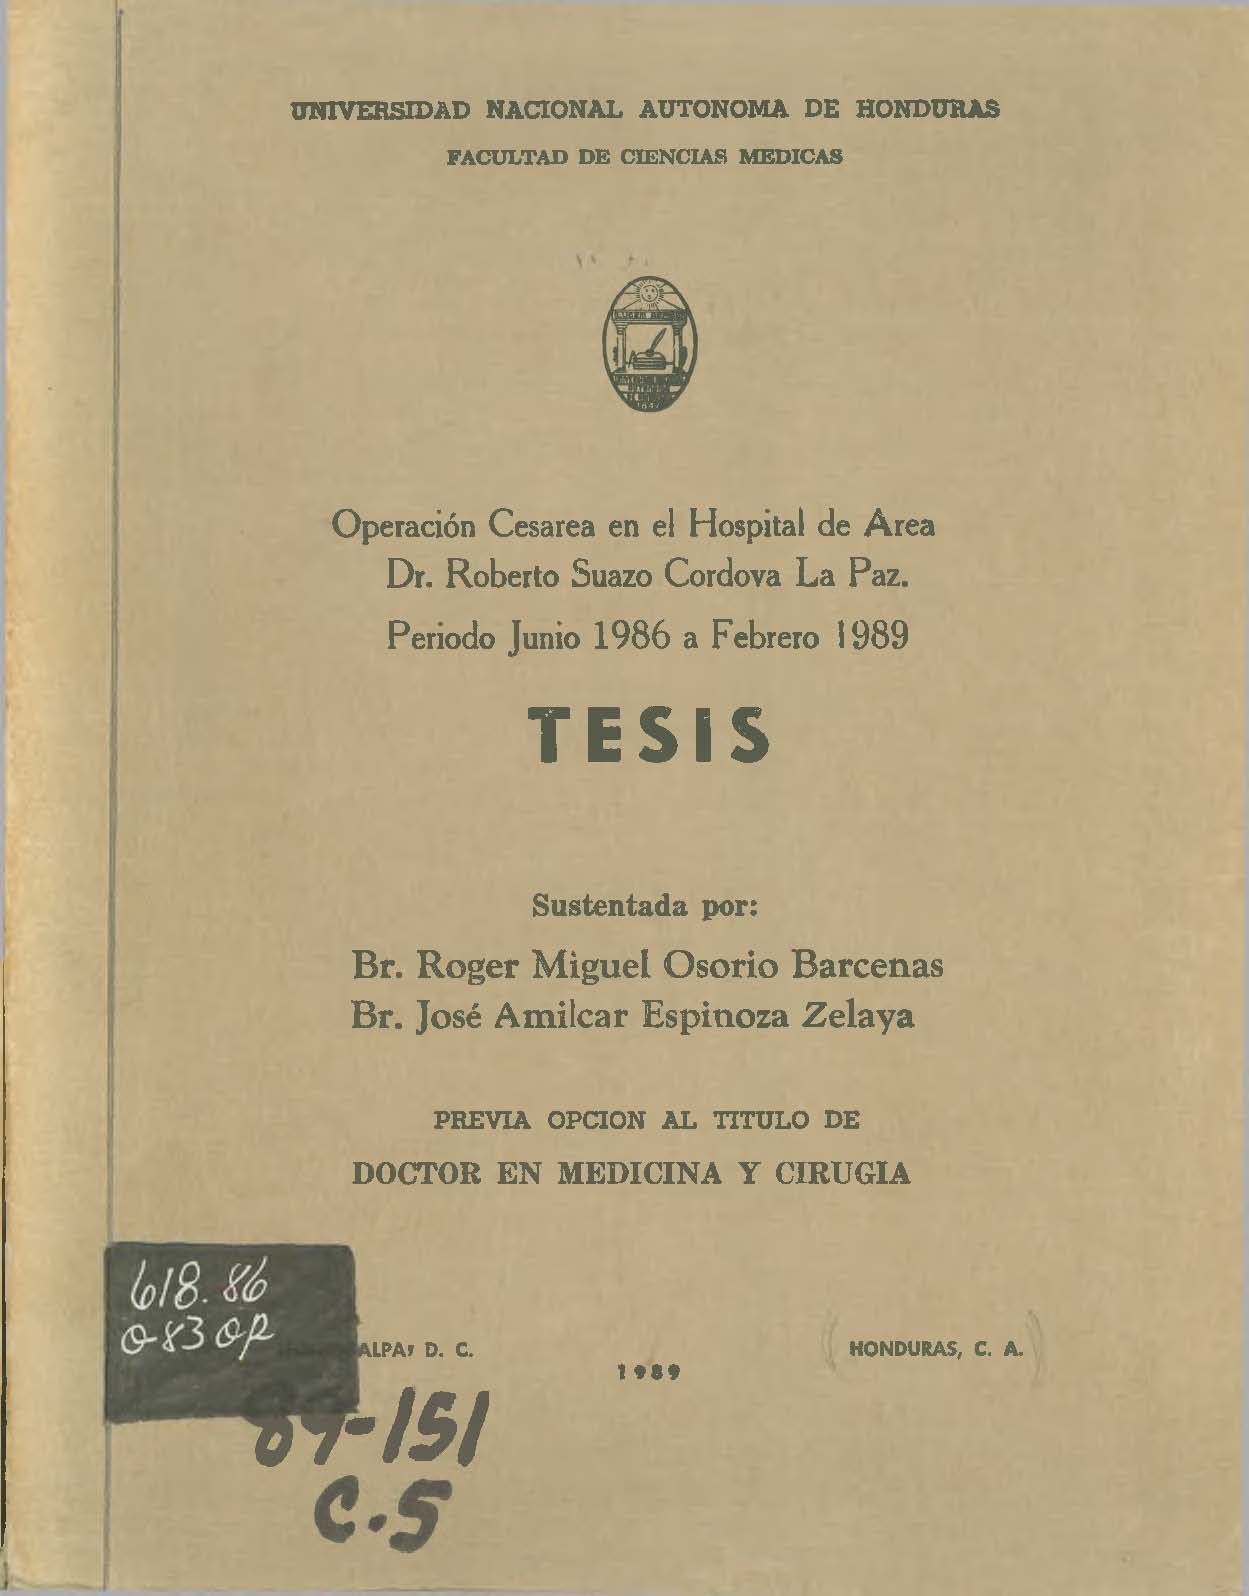 UNIVERSIDAD NACIONAL AUTONOMA DE HONDURAS
FACULTAD DE CIENCIAS MEDICAS
Operación Cesarea en el Hospital de Area
Dr. Roberto Suazo Cordova La Paz.
Periodo Junio 1986 a Febrero 1989
TESIS
Sustentada por:
Br. Roger Miguel Osorio Barcenas
Br. José Amilcar Espinoza Zelaya
PREVIA OPCION AL TITULO DE
DOCTOR EN MEDICINA Y CIRUGIA
618.86
O-83 Op
ALPA, D. C.
HONDURAS, C. A.
1989
89-151
C.5